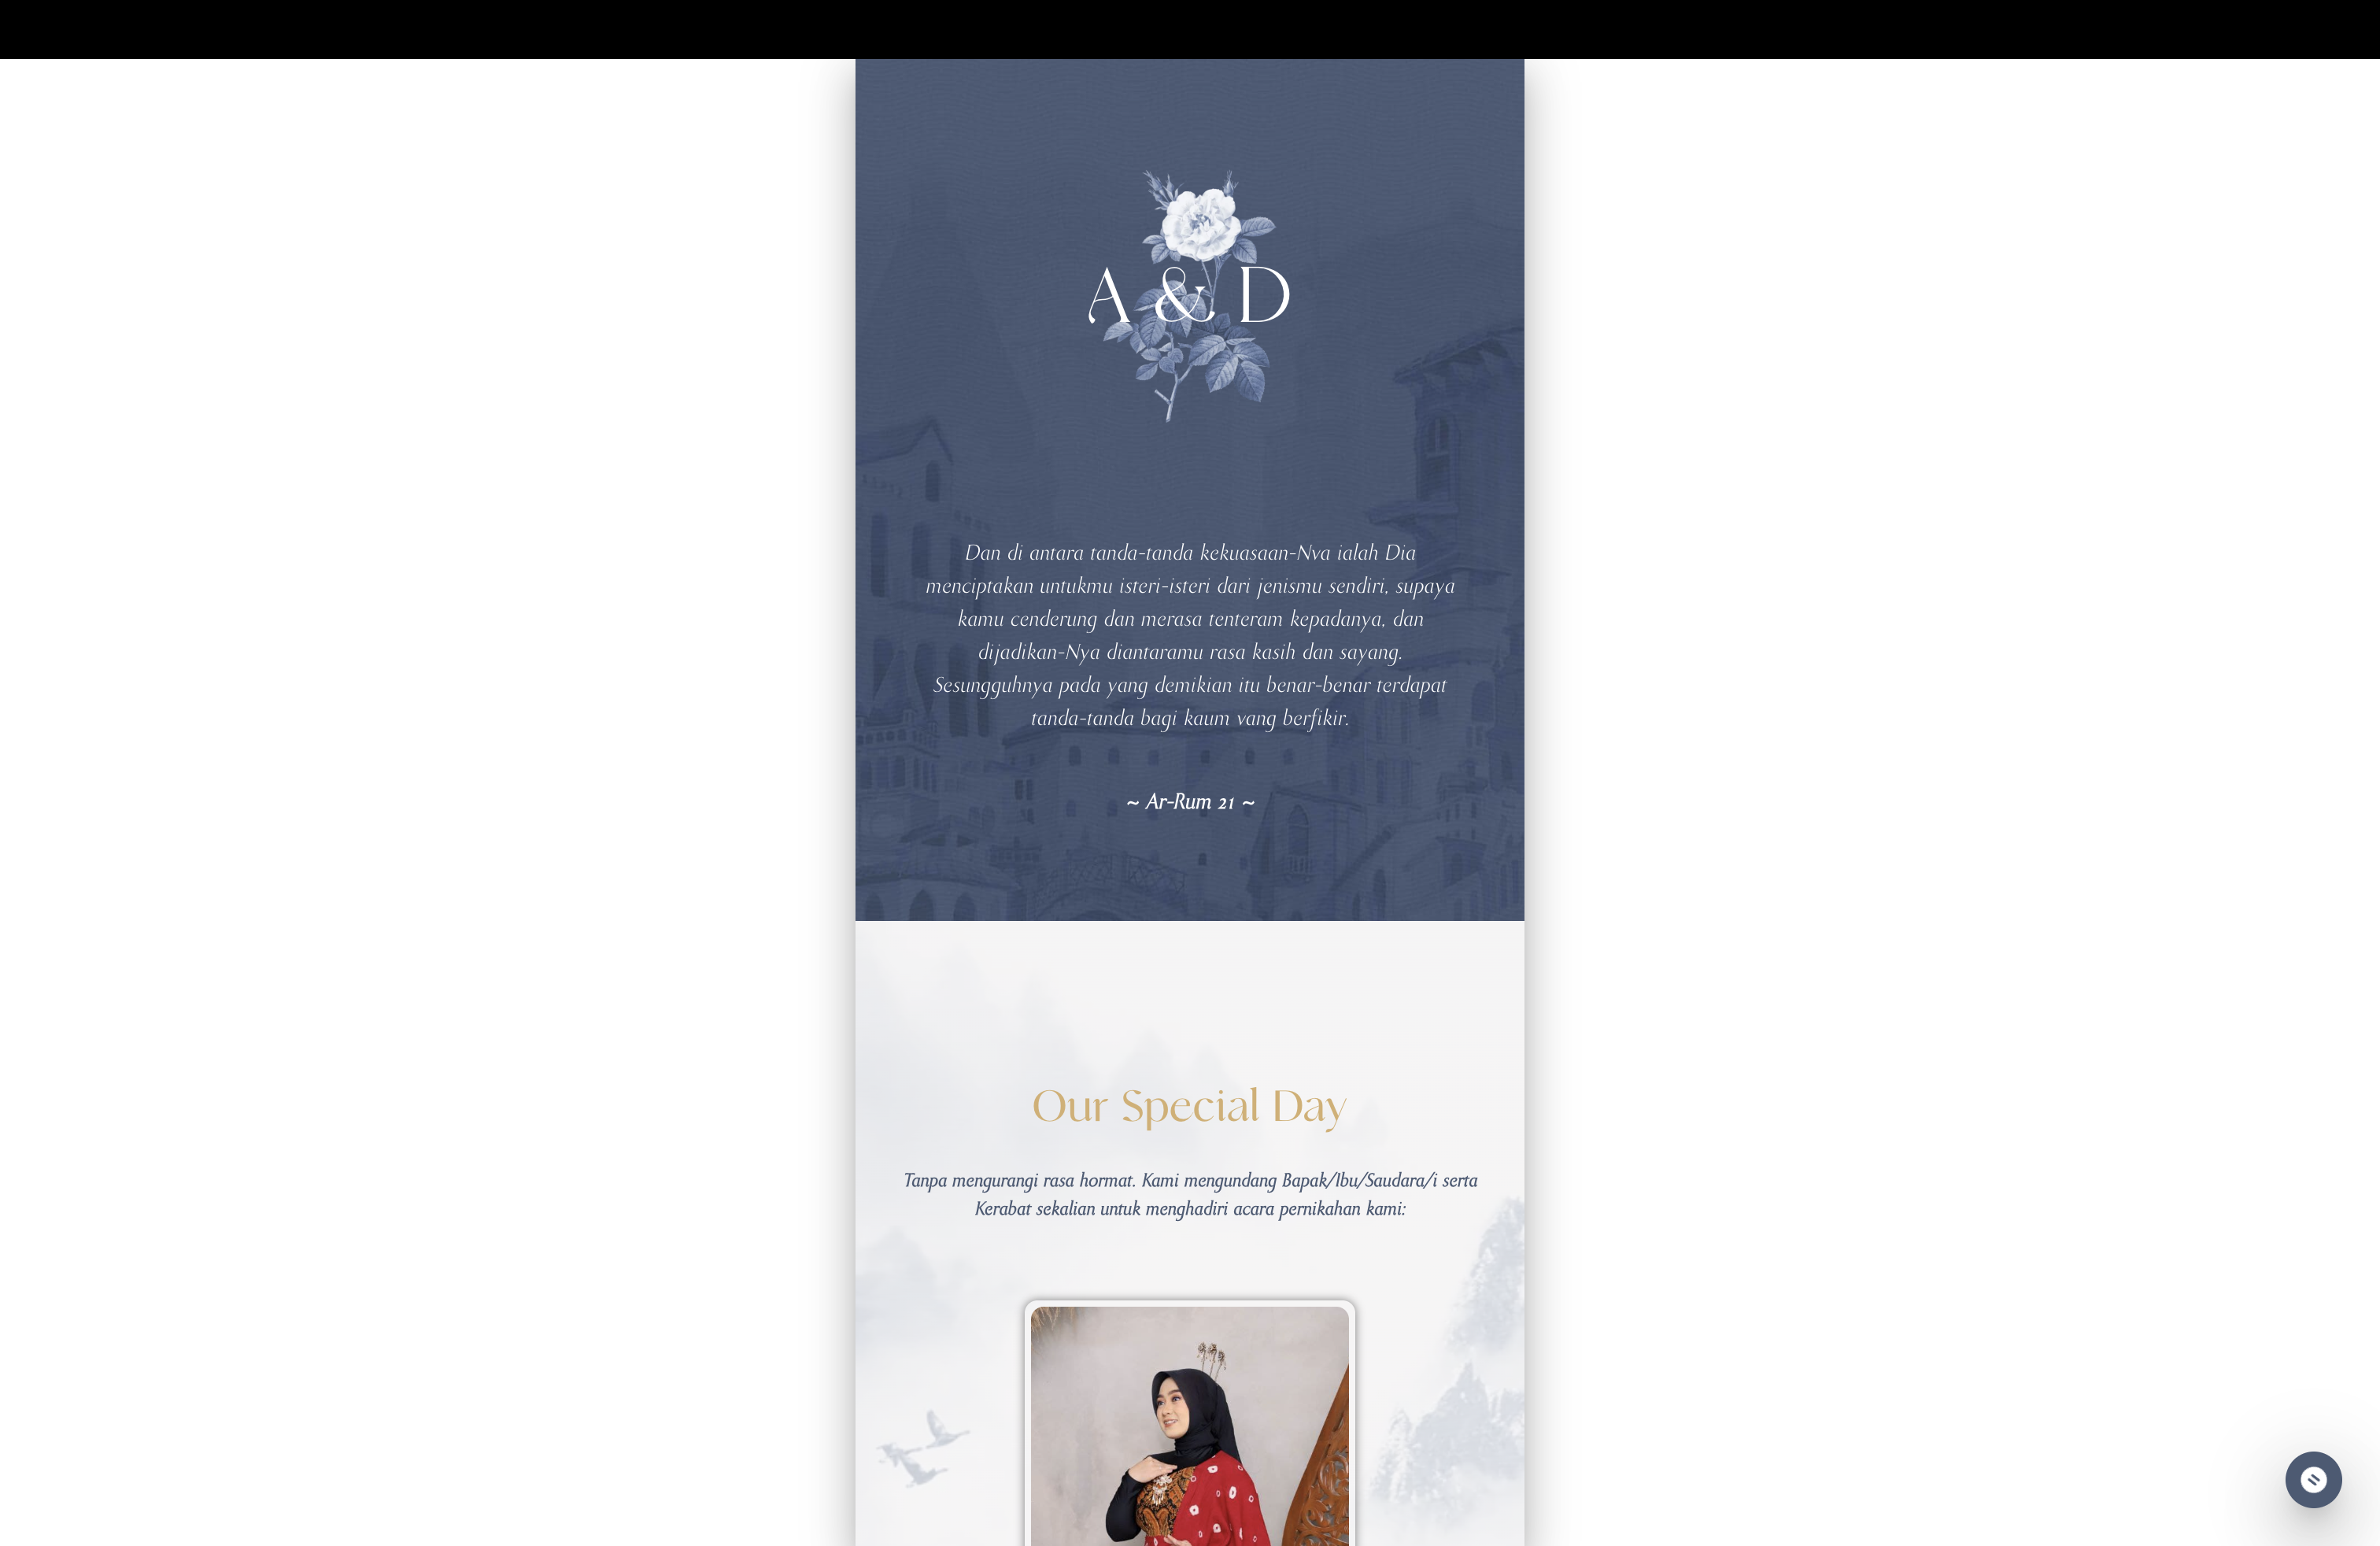 A & D
Dan di antara tanda-tanda kekuasaan-Nva ialah Dia
menciptakan untukmu isteri-isteri dari jenismu sendiri, supaya
kamu cenderung dan merasa tenteram kepadanya, dan
dijadikan-Nya diantaramu rasa kasih dan sayang.
Sesungguhnya pada yang demikian itu benar-benar terdapat
tanda-tanda bagi kaum vang berfikir.
~ Ar-Rum 21 ~
Our Special Day
Tanpa mengurangi rasa hormat. Kami mengundang Bapak/Ibu/Saudara/i serta
Kerabat sekalian untuk menghadiri acara pernikahan kami: